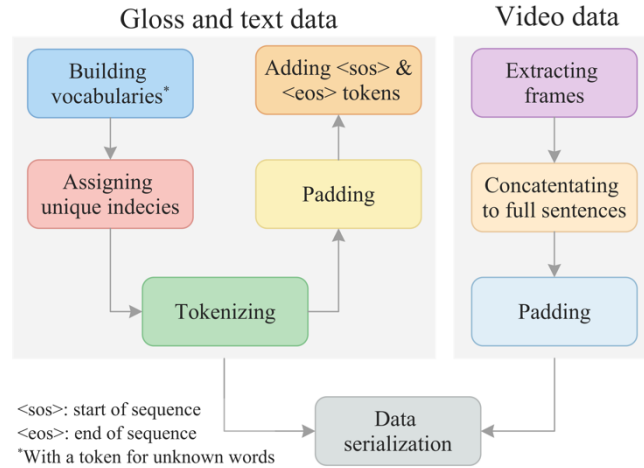 Gloss and text data
Building
vocabularies*
Assigning
unique indecies
Tokenizing
Padding
Adding <sos> &
<eos> tokens
Video data
Extracting
frames
Concatentating
to full sentences
Padding
Data
serialization
<sos>: start of sequence
<eos>: end of sequence
*With a token for unknown words